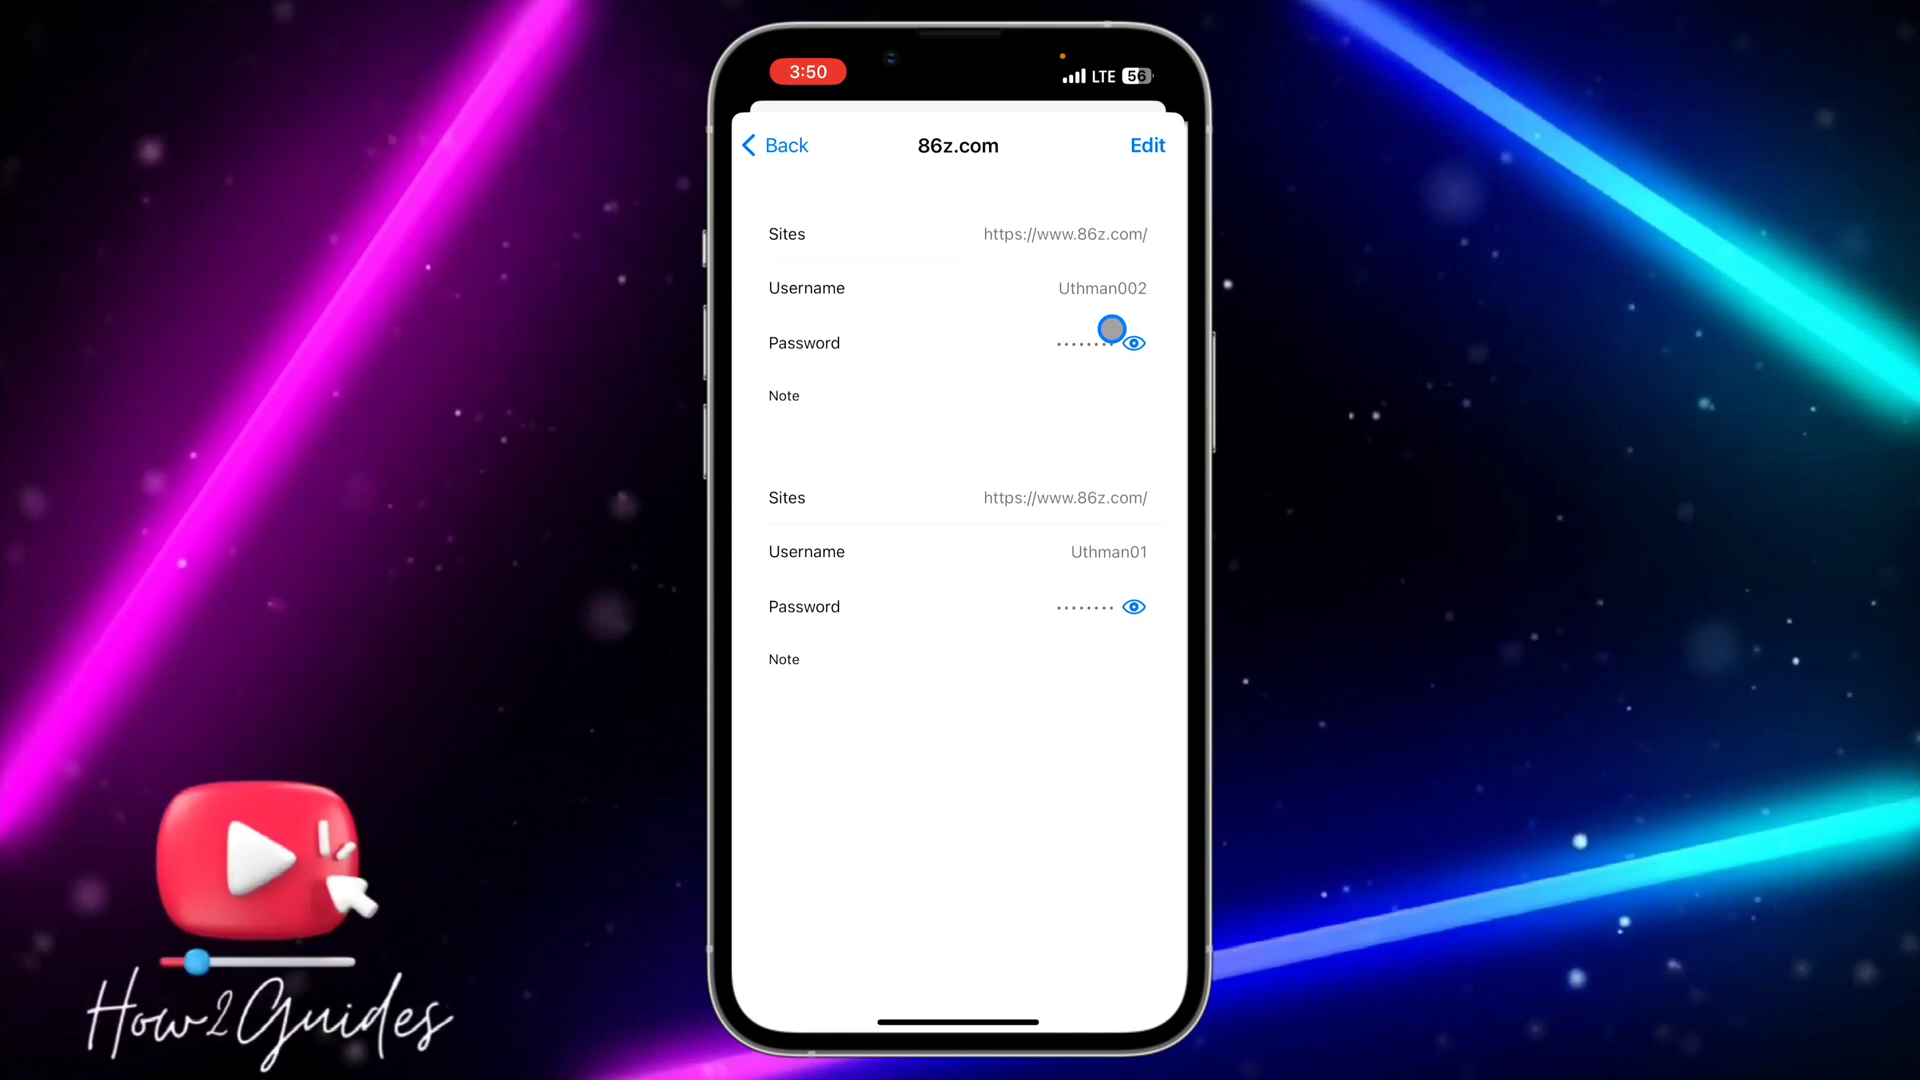 3:50
LTE 56
Back 86z.com Edit
Sites https://www.86z.com/
Username Uthman002
Password ········
Note
Sites https://www.86z.com/
Username Uthman01
Password ········
Note
How2Guides